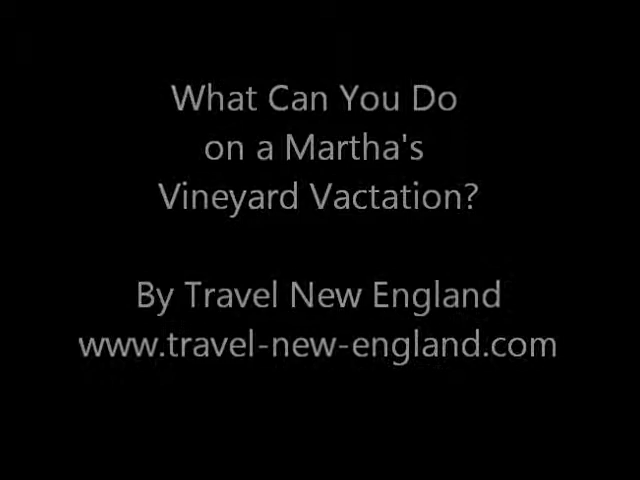 What Can You Do
on a Martha's
Vineyard Vactation?
By Travel New England
www.travel-new-england.com